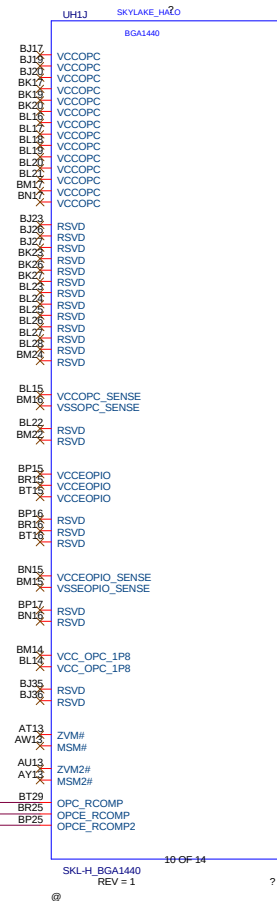 ?
UH1J SKYLAKE_HALO
BGA1440
BJ17 VCCOPC
BJ19 VCCOPC
BJ20 VCCOPC
BK17 VCCOPC
BK19 VCCOPC
BK20 VCCOPC
BL16 VCCOPC
BL17 VCCOPC
BL18 VCCOPC
BL19 VCCOPC
BL20 VCCOPC
BL21 VCCOPC
BM17 VCCOPC
BN17 VCCOPC
BJ23 RSVD
BJ26 RSVD
BJ27 RSVD
BK23 RSVD
BK26 RSVD
BK27 RSVD
BL23 RSVD
BL24 RSVD
BL25 RSVD
BL26 RSVD
BL27 RSVD
BL28 RSVD
BM24 RSVD
BL15 VCCOPC_SENSE
BM16 VSSOPC_SENSE
BL22 RSVD
BM22 RSVD
BP15 VCCEOPIO
BR15 VCCEOPIO
BT15 VCCEOPIO
BP16 RSVD
BR16 RSVD
BT16 RSVD
BN15 VCCEOPIO_SENSE
BM15 VSSEOPIO_SENSE
BP17 RSVD
BN16 RSVD
BM14 VCC_OPC_1P8
BL14 VCC_OPC_1P8
BJ35 RSVD
BJ36 RSVD
AT13 ZVM#
AW13 MSM#
AU13 ZVM2#
AY13 MSM2#
BT29 OPC_RCOMP
BR25 OPCE_RCOMP
BP25 OPCE_RCOMP2
10 OF 14
SKL-H_BGA1440
REV = 1 ?
@